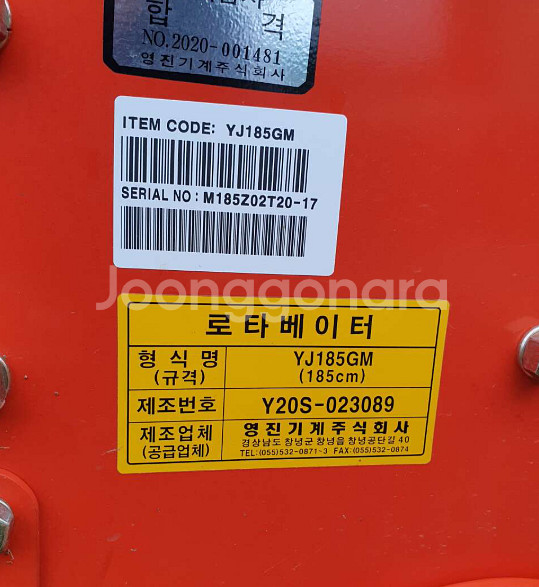 합 격
NO.2020-001481
영진기계주식회사
ITEM CODE: YJ185GM
SERIAL NO : M185Z02T20-17
Joonggonara
로타베이터
형 식 명
(규격)
YJ185GM
(185cm)
제조번호
Y20S-023089
제조업체
(공급업체)
영진기계주식회사
경상남도 창녕군 창녕읍 창녕공단길 40
TEL:(055)532-0871~3 FAX:(055)532-0874